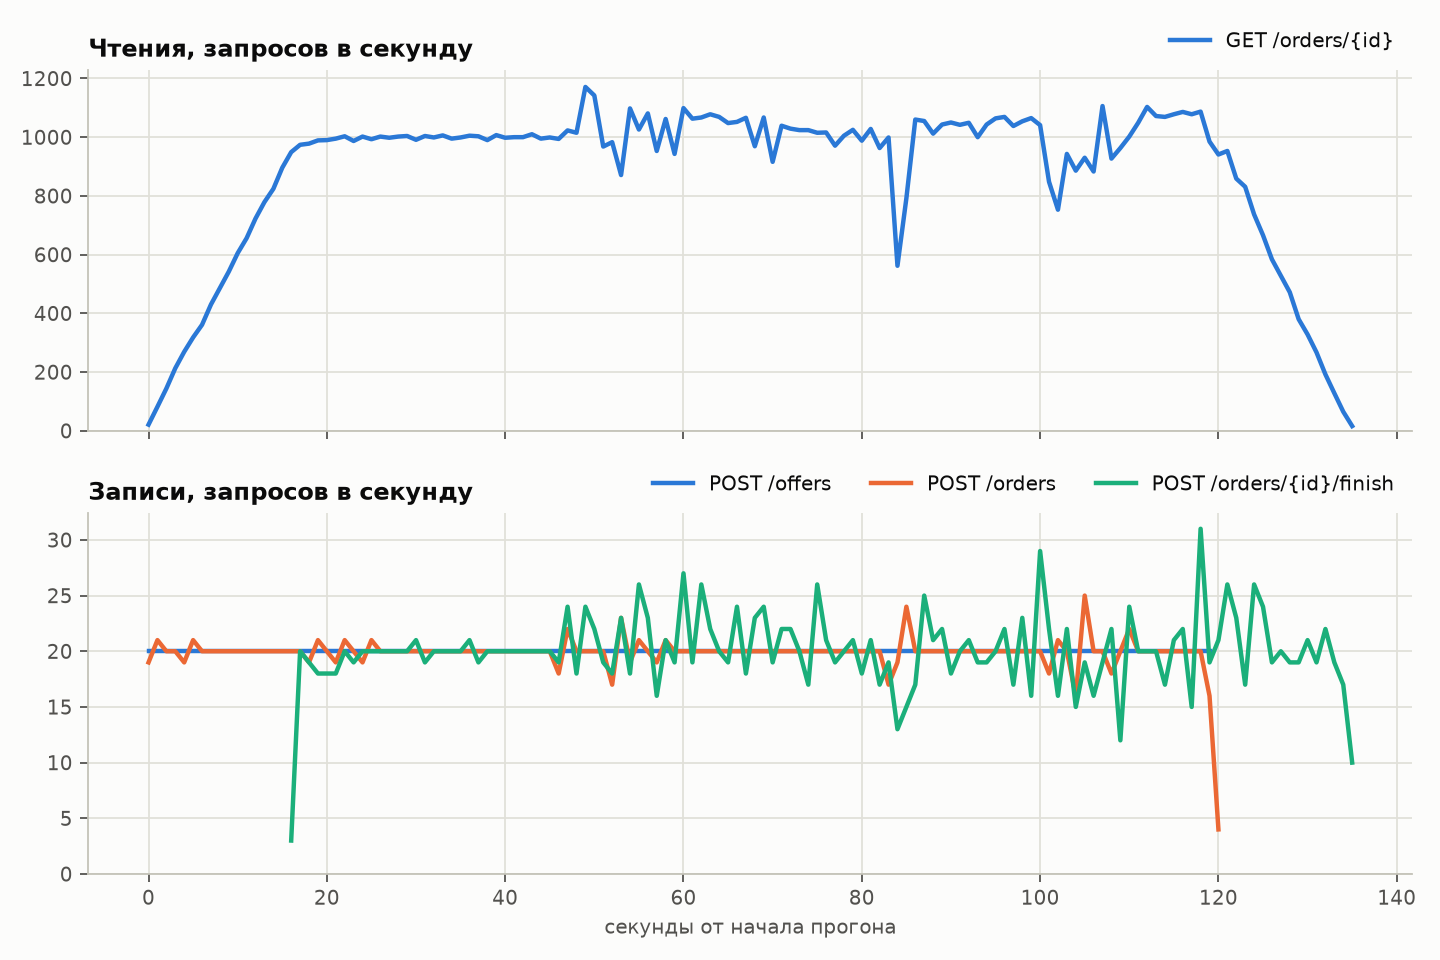 Чтения, запросов в секунду
GET /orders/{id}
1200
1000
800
600
400
200
0
Записи, запросов в секунду
POST /offers
POST /orders
POST /orders/{id}/finish
30
25
20
15
10
5
0
0 20 40 60 80 100 120 140
секунды от начала прогона